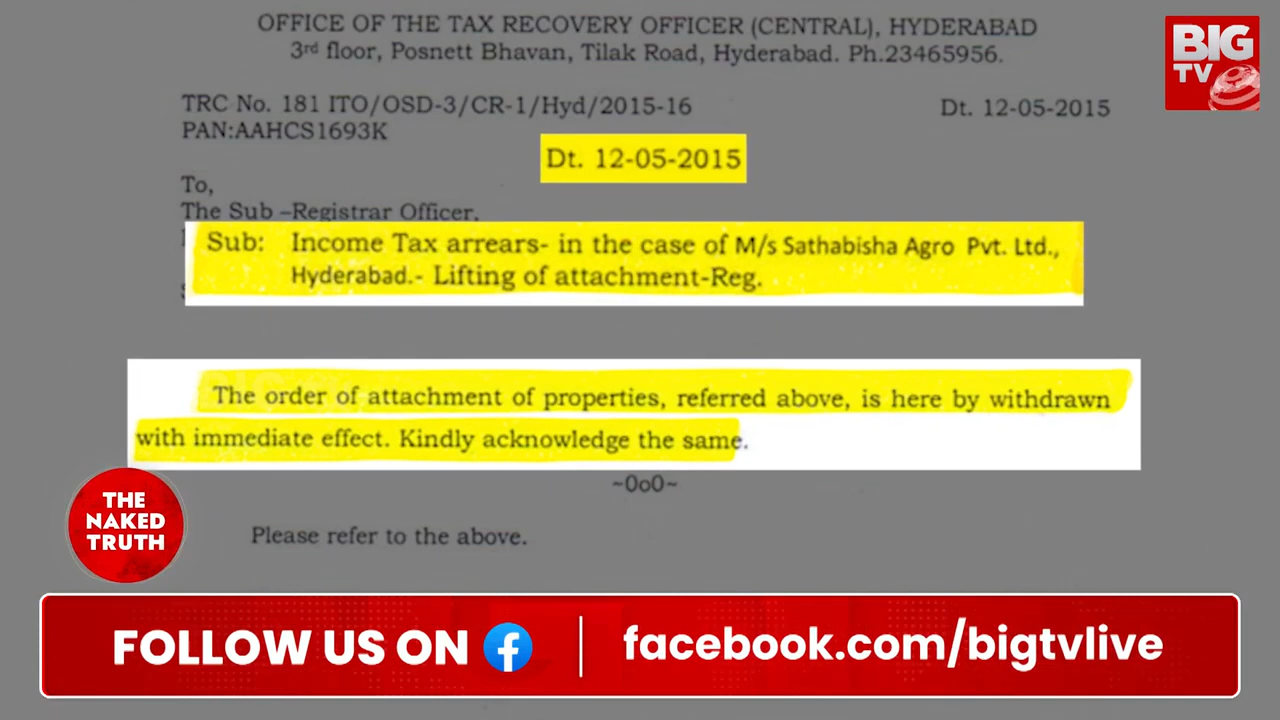 OFFICE OF THE TAX RECOVERY OFFICER (CENTRAL), HYDERABAD
3rd floor, Posnett Bhavan, Tilak Road, Hyderabad. Ph.23465956.
BIG
TV
TRC No. 181 ITO/OSD-3/CR-1/Hyd/2015-16
Dt. 12-05-2015
PAN:AAHCS1693K
Dt. 12-05-2015
To,
The Sub –Registrar Officer,
Sub: Income Tax arrears- in the case of M/s Sathabisha Agro Pvt. Ltd.,
Hyderabad.- Lifting of attachment-Reg.
The order of attachment of properties, referred above, is here by withdrawn
with immediate effect. Kindly acknowledge the same.
~0o0~
THE
NAKED
TRUTH
Please refer to the above.
FOLLOW US ON
facebook.com/bigtvlive